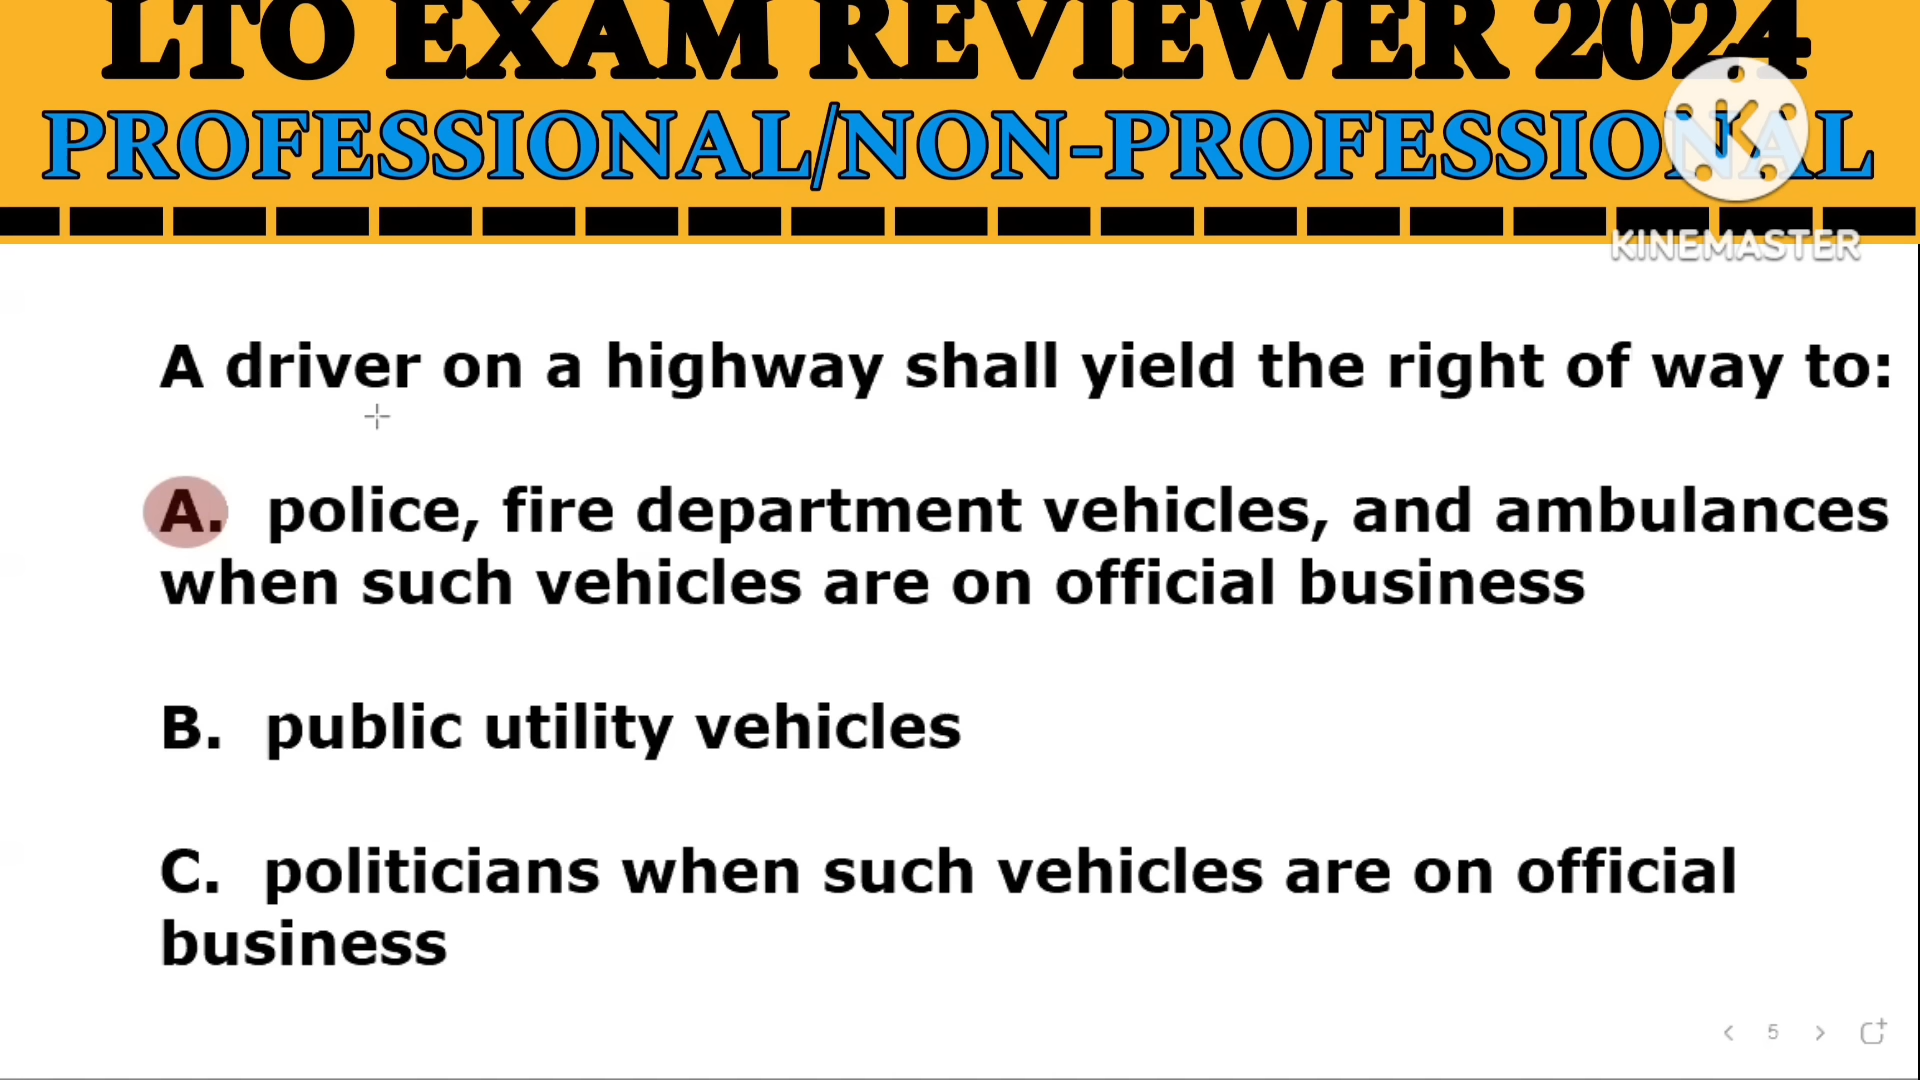 LTO EXAM REVIEWER 2024
PROFESSIONAL/NON-PROFESSIONAL
KINEMASTER
A driver on a highway shall yield the right of way to:
A. police, fire department vehicles, and ambulances
when such vehicles are on official business
B. public utility vehicles
C. politicians when such vehicles are on official
business
5